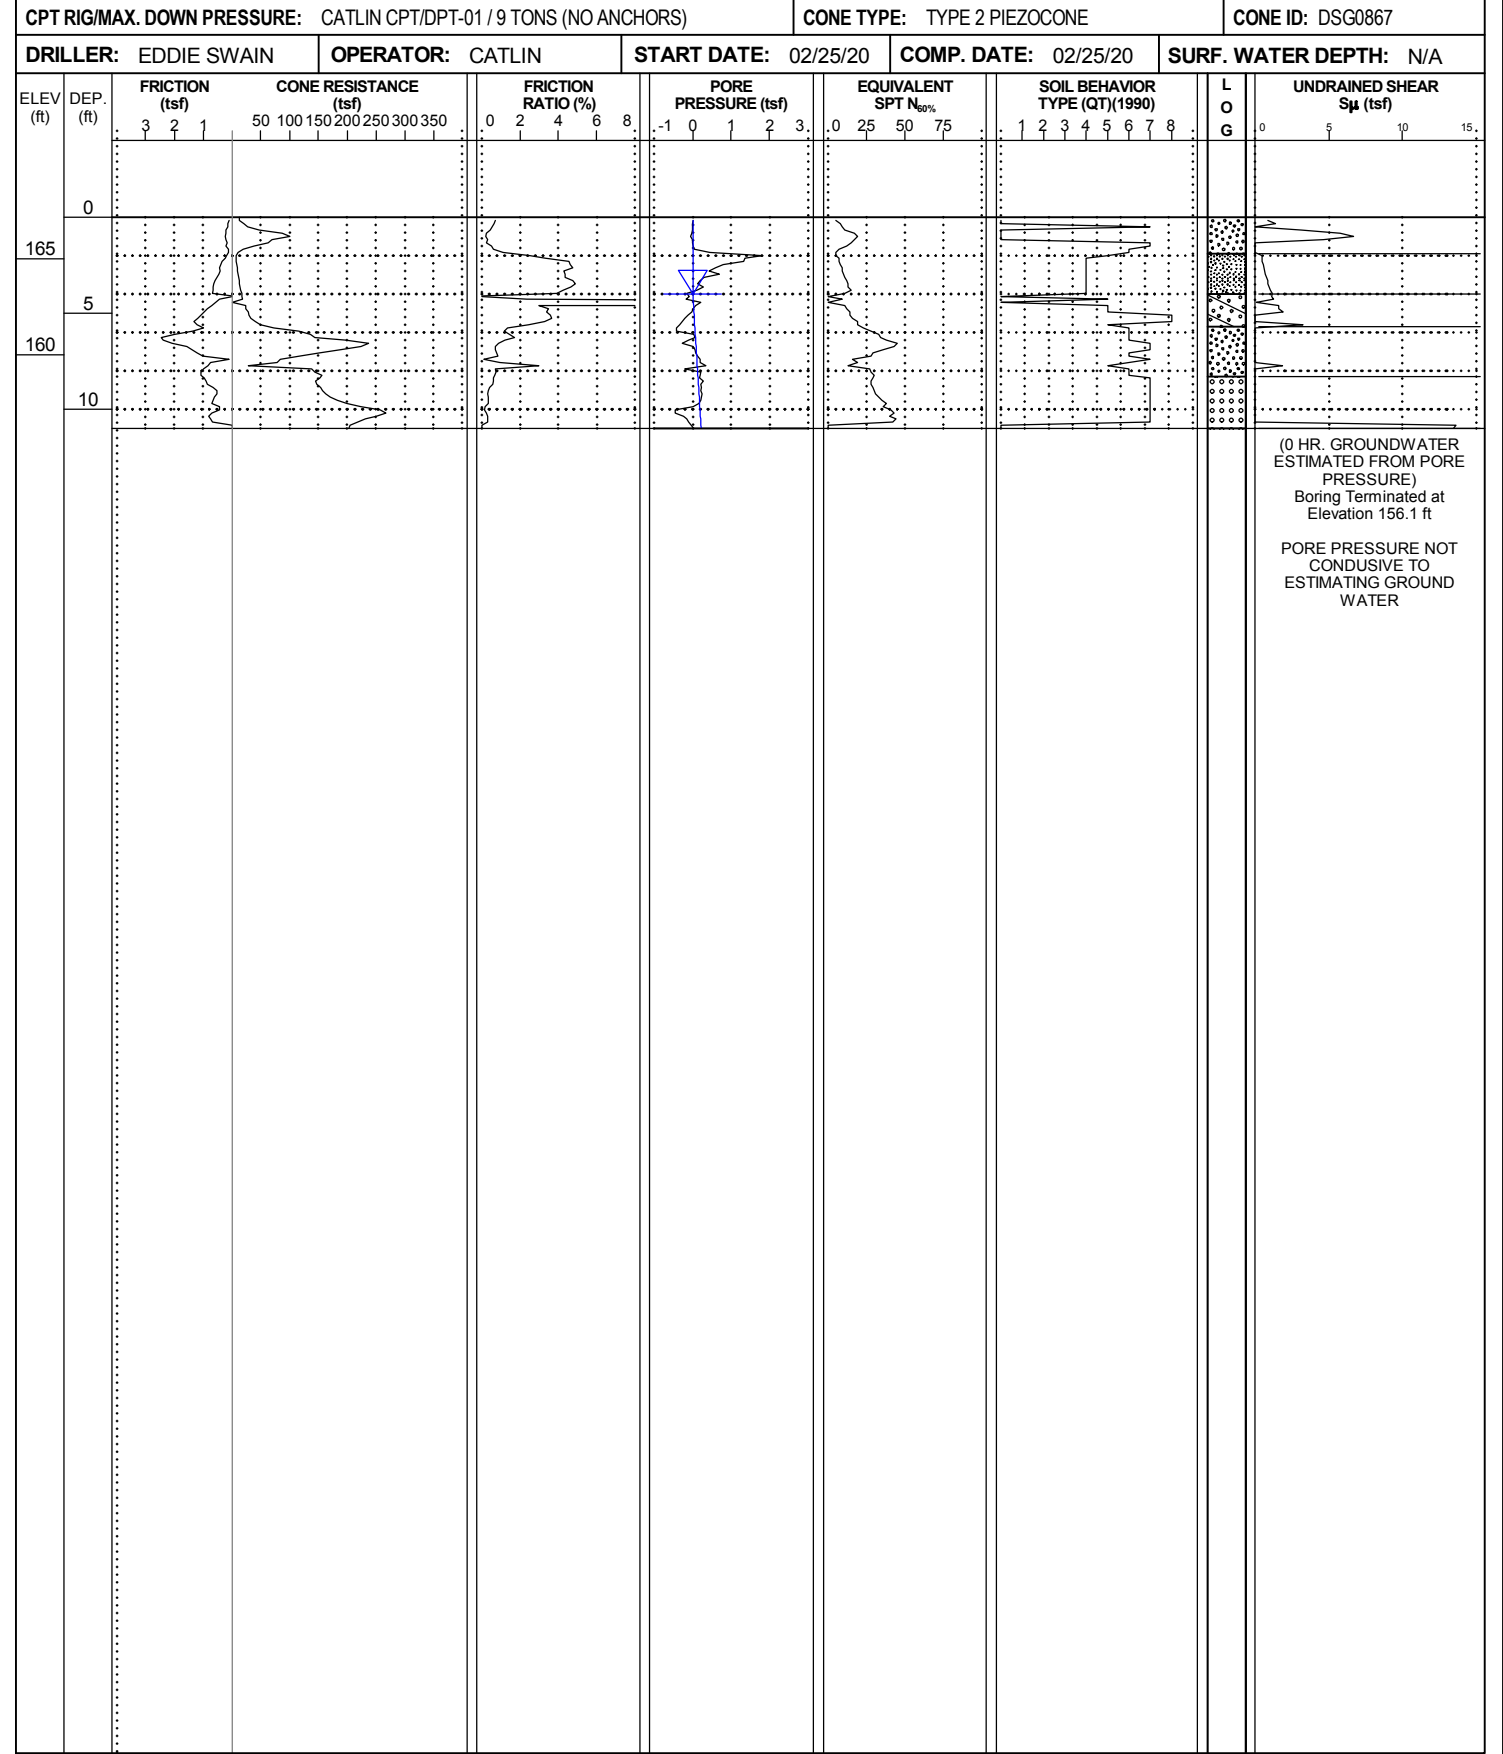 CPT RIG/MAX. DOWN PRESSURE: CATLIN CPT/DPT-01 / 9 TONS (NO ANCHORS) CONE TYPE: TYPE 2 PIEZOCONE CONE ID: DSG0867
DRILLER: EDDIE SWAIN OPERATOR: CATLIN START DATE: 02/25/20 COMP. DATE: 02/25/20 SURF. WATER DEPTH: N/A
ELEV
(ft)
DEP.
(ft)
FRICTION
(tsf)
3 2 1
CONE RESISTANCE
(tsf)
50 100 150 200 250 300 350
FRICTION
RATIO (%)
0 2 4 6 8
PORE
PRESSURE (tsf)
-1 0 1 2 3
EQUIVALENT
SPT N60%
0 25 50 75
SOIL BEHAVIOR
TYPE (QT)(1990)
1 2 3 4 5 6 7 8
L
O
G
UNDRAINED SHEAR
Sµ (tsf)
0 5 10 15
0
165
5
160
10
(0 HR. GROUNDWATER
ESTIMATED FROM PORE
PRESSURE)
Boring Terminated at
Elevation 156.1 ft
PORE PRESSURE NOT
CONDUSIVE TO
ESTIMATING GROUND
WATER